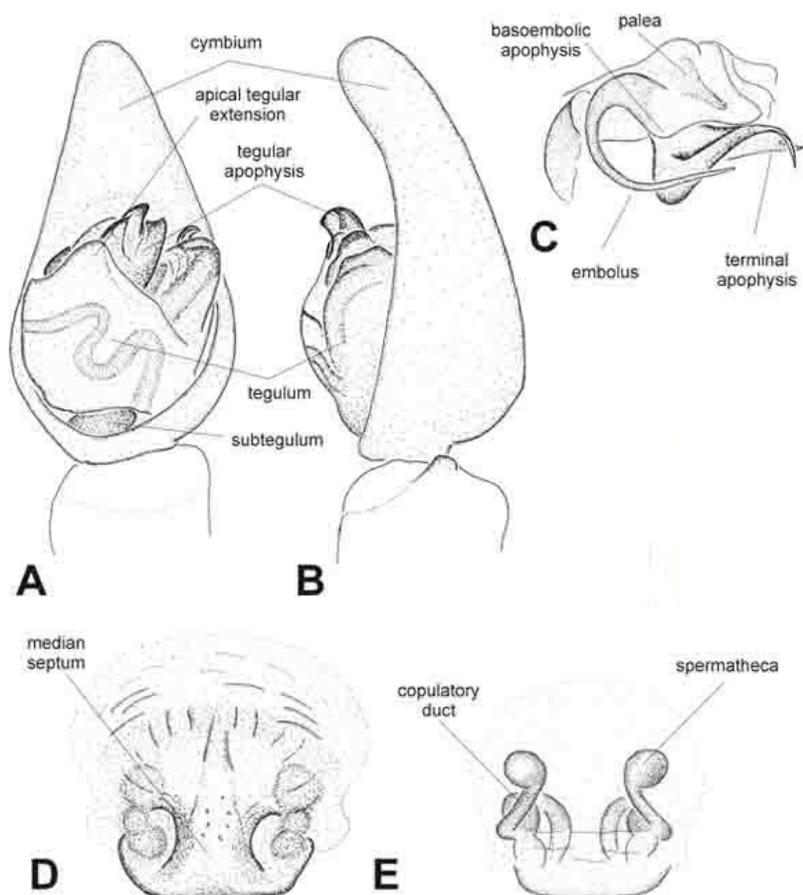 cymbium
apical tegular
extension
tegular
apophysis
tegulum
subtegulum
A
B
basoembolic
apophysis
palea
C
embolus
terminal
apophysis
median
septum
D
copulatory
duct
spermatheca
E